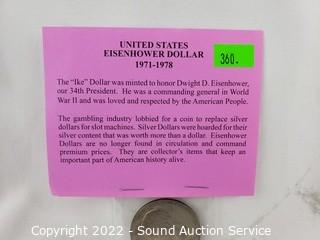 UNITED STATES
EISENHOWER DOLLAR
1971-1978
360.
The "Ike" Dollar was minted to honor Dwight D. Eisenhower,
our 34th President. He was a commanding general in World
War II and was loved and respected by the American People.
The gambling industry lobbied for a coin to replace silver
dollars for slot machines. Silver Dollars were hoarded for their
silver content that was worth more than a dollar. Eisenhower
Dollars are no longer found in circulation and command
premium prices. They are collector's items that keep an
important part of American history alive.
Copyright 2022 - Sound Auction Service